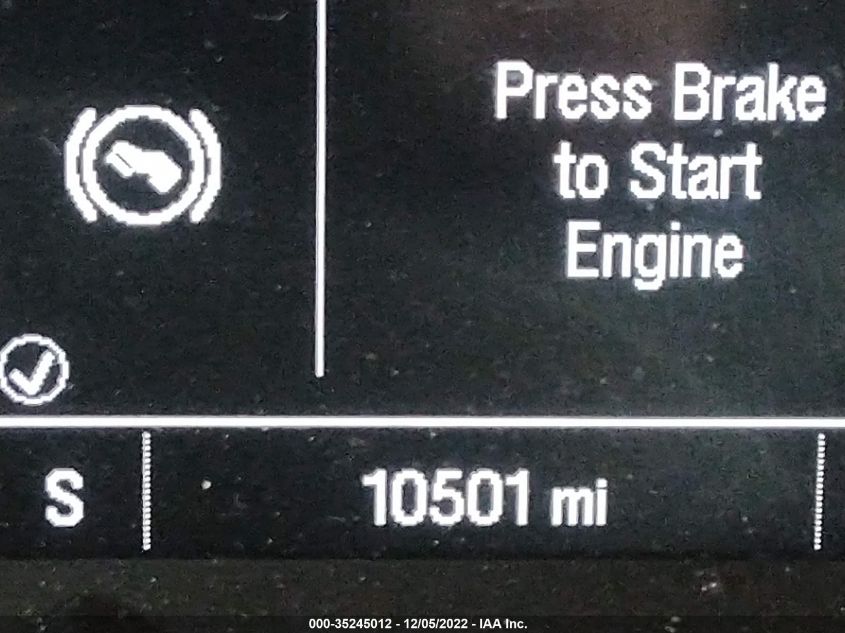 Press Brake
to Start
Engine
S
10501 mi
000-35245012 - 12/05/2022 - IAA Inc.